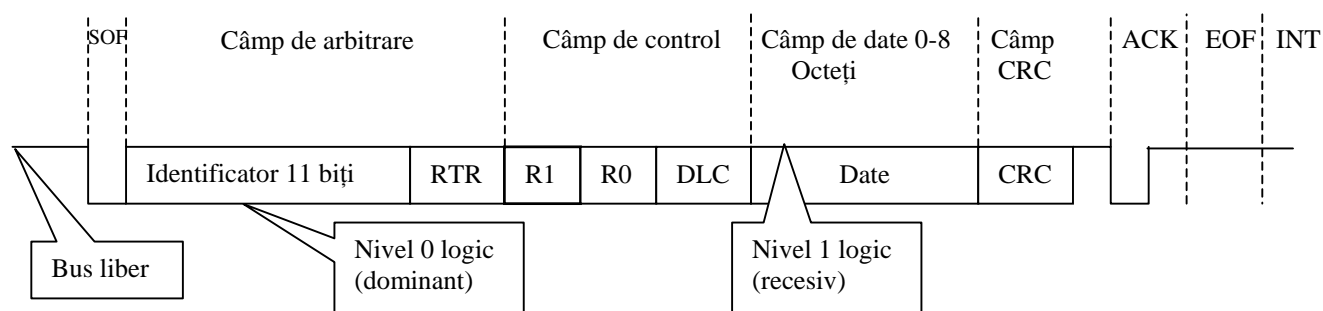 SOF Câmp de arbitrare Câmp de control Câmp de date 0-8 Câmp ACK EOF INT
Octeți CRC
Identificator 11 biți RTR R1 R0 DLC Date CRC
Bus liber
Nivel 0 logic
(dominant)
Nivel 1 logic
(recesiv)